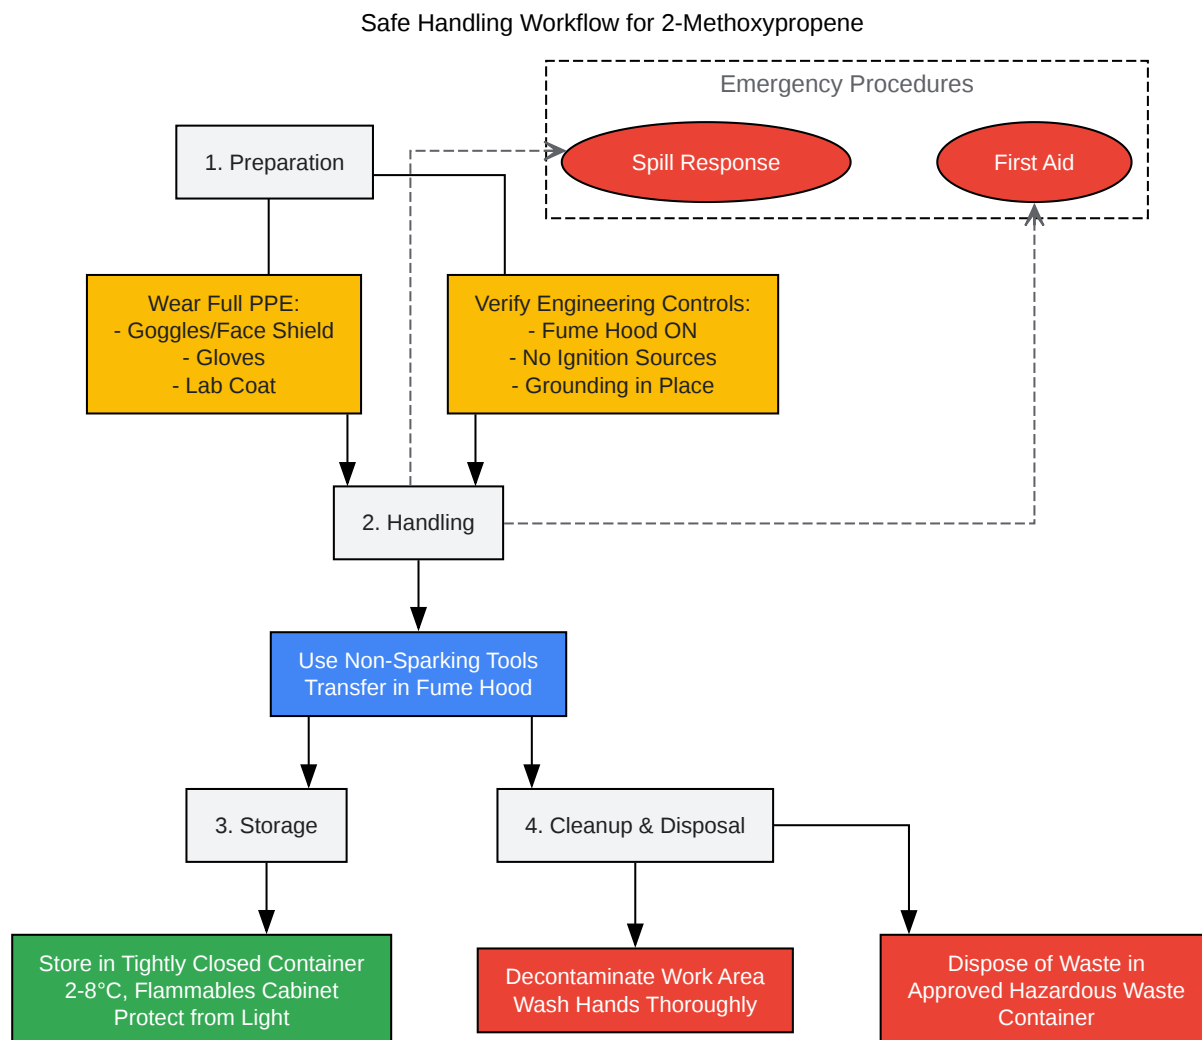 Safe Handling Workflow for 2-Methoxypropene
Emergency Procedures
1. Preparation
Spill Response
First Aid
Wear Full PPE:
- Goggles/Face Shield
- Gloves
- Lab Coat
Verify Engineering Controls:
- Fume Hood ON
- No Ignition Sources
- Grounding in Place
2. Handling
Use Non-Sparking Tools
Transfer in Fume Hood
3. Storage
4. Cleanup & Disposal
Store in Tightly Closed Container
2-8°C, Flammables Cabinet
Protect from Light
Decontaminate Work Area
Wash Hands Thoroughly
Dispose of Waste in
Approved Hazardous Waste
Container